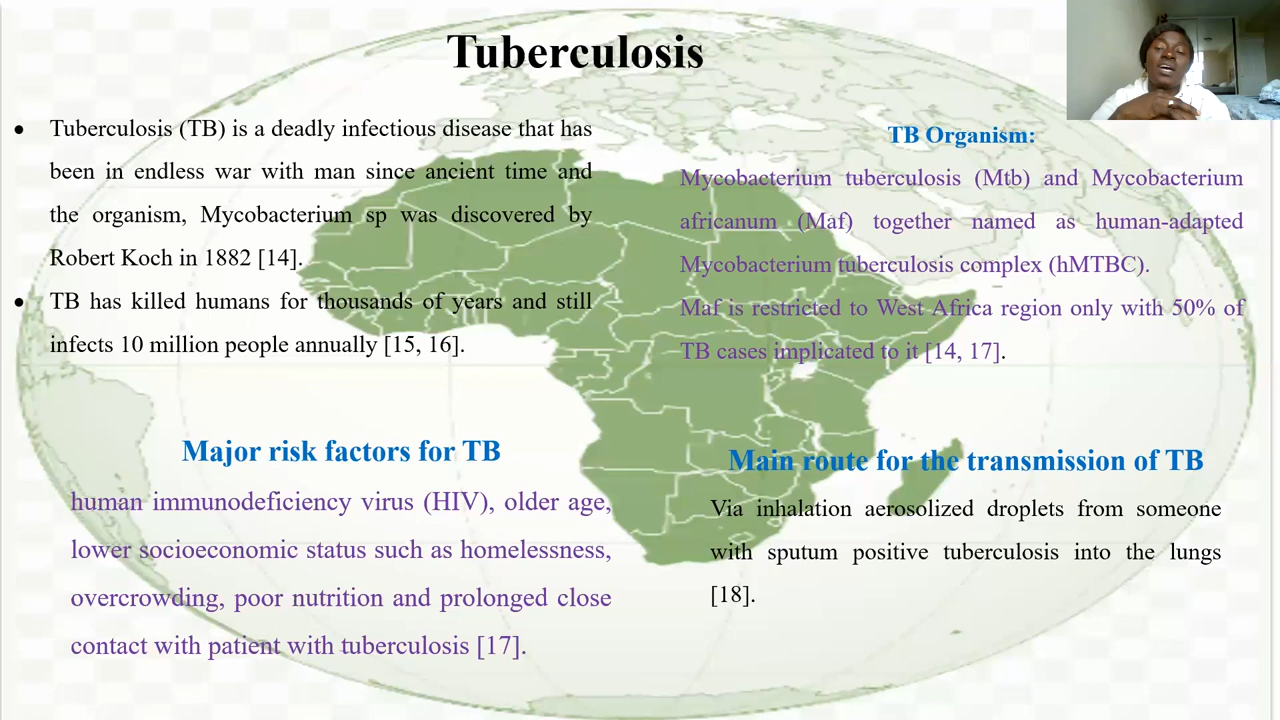 Tuberculosis
• Tuberculosis (TB) is a deadly infectious disease that has
been in endless war with man since ancient time and
the organism, Mycobacterium sp was discovered by
Robert Koch in 1882 [14].
• TB has killed humans for thousands of years and still
infects 10 million people annually [15, 16].
TB Organism:
Mycobacterium tuberculosis (Mtb) and Mycobacterium
africanum (Maf) together named as human-adapted
Mycobacterium tuberculosis complex (hMTBC).
Maf is restricted to West Africa region only with 50% of
TB cases implicated to it [14, 17].
Major risk factors for TB
human immunodeficiency virus (HIV), older age,
lower socioeconomic status such as homelessness,
overcrowding, poor nutrition and prolonged close
contact with patient with tuberculosis [17].
Main route for the transmission of TB
Via inhalation aerosolized droplets from someone
with sputum positive tuberculosis into the lungs
[18].